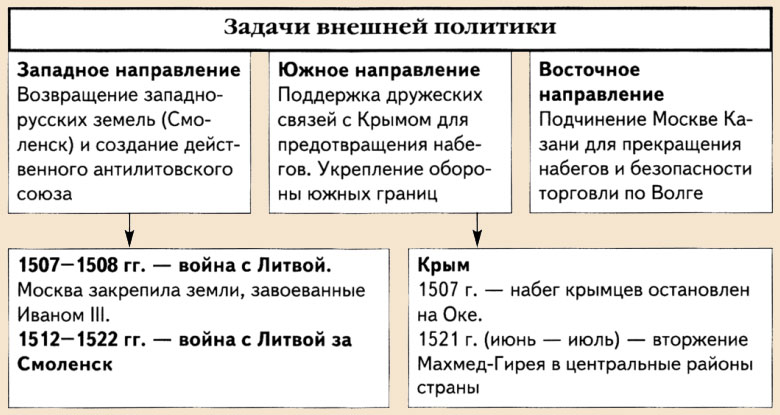 Задачи внешней политики
Западное направление
Возвращение западно-
русских земель (Смо-
ленск) и создание дейст-
венного антилитовского
союза
Южное направление
Поддержка дружеских
связей с Крымом для
предотвращения набе-
гов. Укрепление оборо-
ны южных границ
Восточное
направление
Подчинение Москве Ка-
зани для прекращения
набегов и безопасности
торговли по Волге
1507–1508 гг. — война с Литвой.
Москва закрепила земли, завоеванные
Иваном III.
1512–1522 гг. — война с Литвой за
Смоленск
Крым
1507 г. — набег крымцев остановлен
на Оке.
1521 г. (июнь — июль) — вторжение
Махмед-Гирея в центральные районы
страны